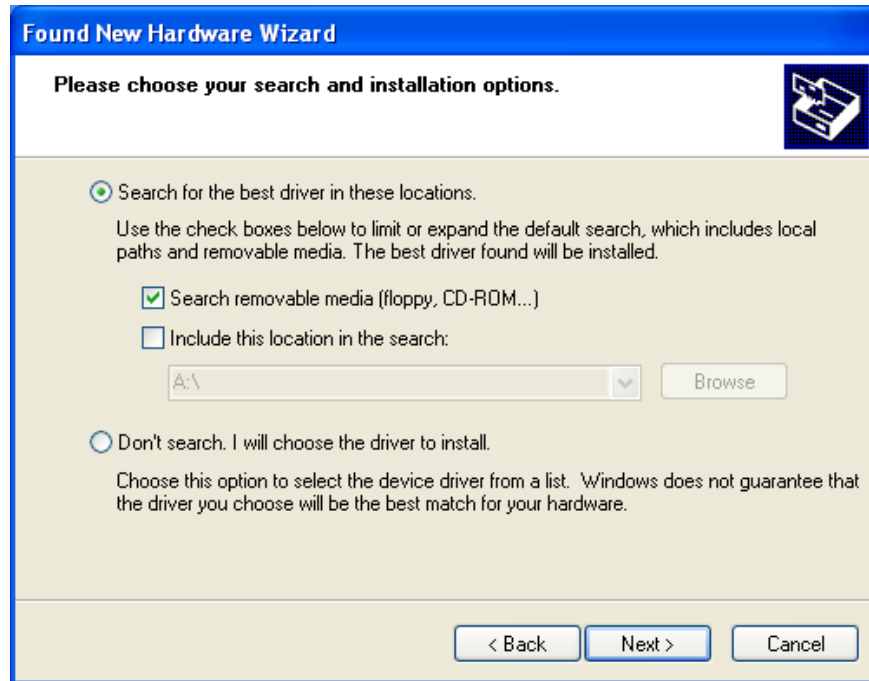 Found New Hardware Wizard
Please choose your search and installation options.
Search for the best driver in these locations.
Use the check boxes below to limit or expand the default search, which includes local
paths and removable media. The best driver found will be installed.
Search removable media (floppy, CD-ROM...)
Include this location in the search:
A:\
Browse
Don't search. I will choose the driver to install.
Choose this option to select the device driver from a list.  Windows does not guarantee that
the driver you choose will be the best match for your hardware.
< Back
Next >
Cancel